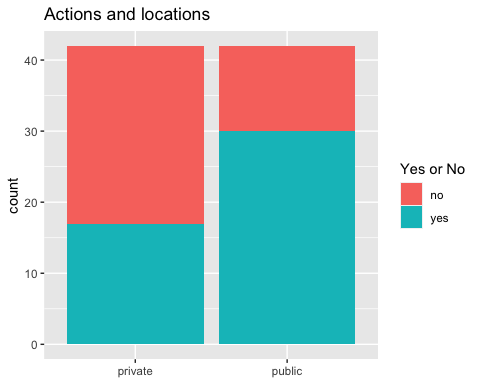 Actions and locations
count
40
30
20
10
0
private public
Yes or No
no
yes